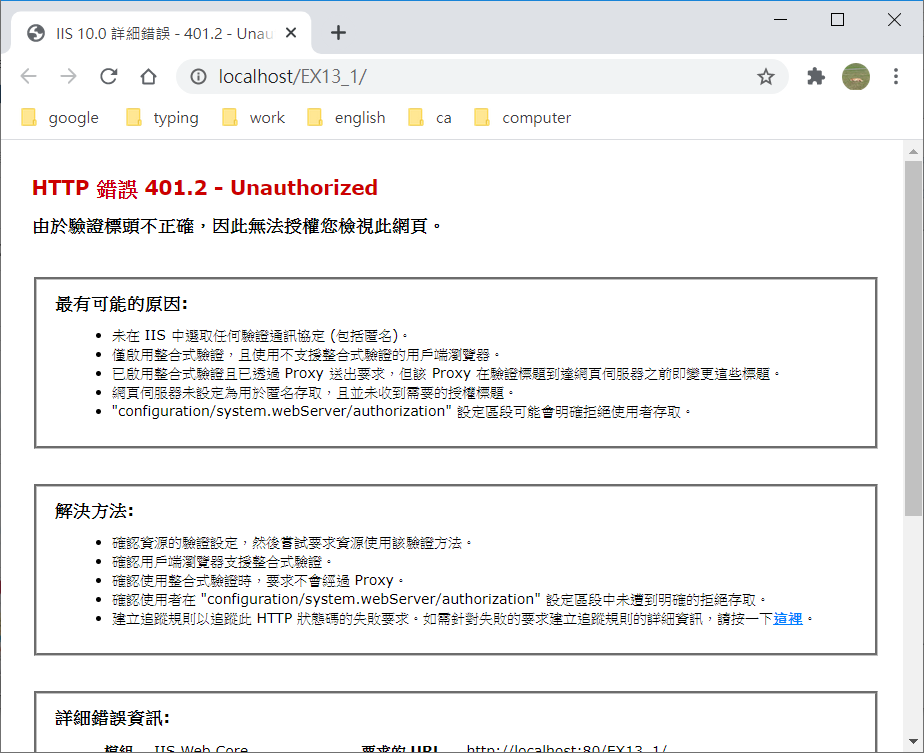 IIS 10.0 詳細錯誤 - 401.2 - Unau
localhost/EX13_1/
google typing work english ca computer
HTTP 錯誤 401.2 - Unauthorized
由於驗證標頭不正確，因此無法授權您檢視此網頁。
最有可能的原因:
• 未在 IIS 中選取任何驗證通訊協定 (包括匿名)。
• 僅啟用整合式驗證，且使用不支援整合式驗證的用戶端瀏覽器。
• 已啟用整合式驗證且已透過 Proxy 送出要求，但該 Proxy 在驗證標題到達網頁伺服器之前即變更這些標題。
• 網頁伺服器未設定為用於匿名存取，且並未收到需要的授權標題。
• "configuration/system.webServer/authorization" 設定區段可能會明確拒絕使用者存取。
解決方法:
• 確認資源的驗證設定，然後嘗試要求資源使用該驗證方法。
• 確認用戶端瀏覽器支援整合式驗證。
• 確認使用整合式驗證時，要求不會經過 Proxy。
• 確認使用者在 "configuration/system.webServer/authorization" 設定區段中未遭到明確的拒絕存取。
• 建立追蹤規則以追蹤此 HTTP 狀態碼的失敗要求。如需針對失敗的要求建立追蹤規則的詳細資訊，請按一下這裡。
詳細錯誤資訊:
模組 IIS Web Core 要求的 URL http://localhost:80/EX13_1/